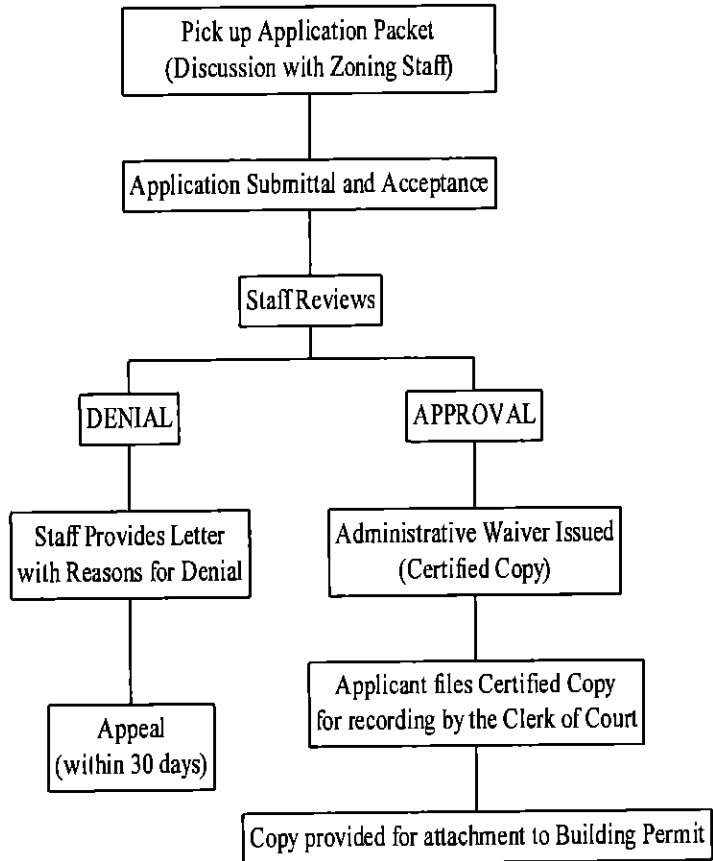 Pick up Application Packet
(Discussion with Zoning Staff)
Application Submittal and Acceptance
Staff Reviews
DENIAL
APPROVAL
Staff Provides Letter
with Reasons for Denial
Administrative Waiver Issued
(Certified Copy)
Appeal
(within 30 days)
Applicant files Certified Copy
for recording by the Clerk of Court
Copy provided for attachment to Building Permit